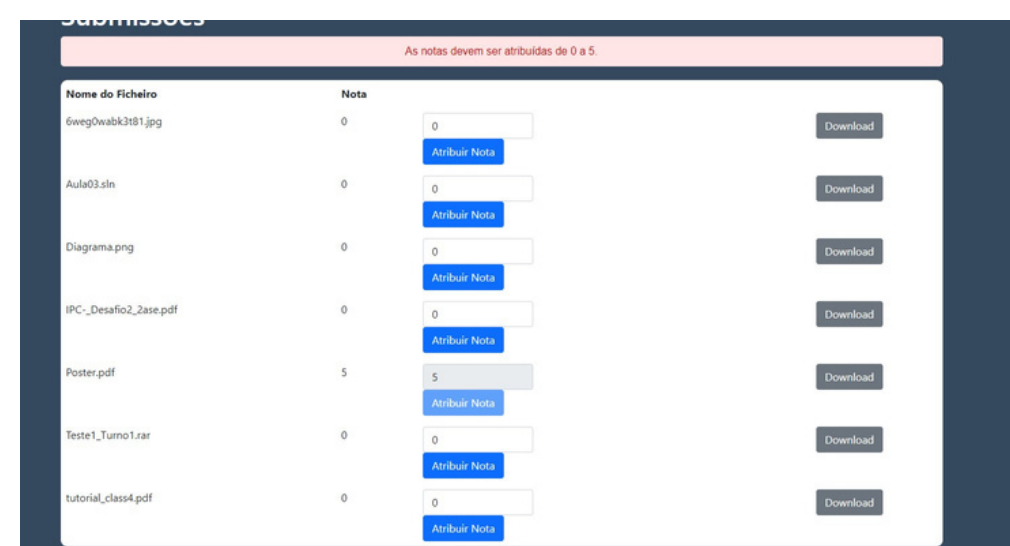 Submissões
As notas devem ser atribuídas de 0 a 5.
Nome do Ficheiro Nota
6weg0wabk3t81.jpg 0 0 Download
Atribuir Nota
Aula03.sln 0 0 Download
Atribuir Nota
Diagrama.png 0 0 Download
Atribuir Nota
IPC-_Desafio2_2ase.pdf 0 0 Download
Atribuir Nota
Poster.pdf 5 5 Download
Atribuir Nota
Teste1_Turno1.rar 0 0 Download
Atribuir Nota
tutorial_class4.pdf 0 0 Download
Atribuir Nota